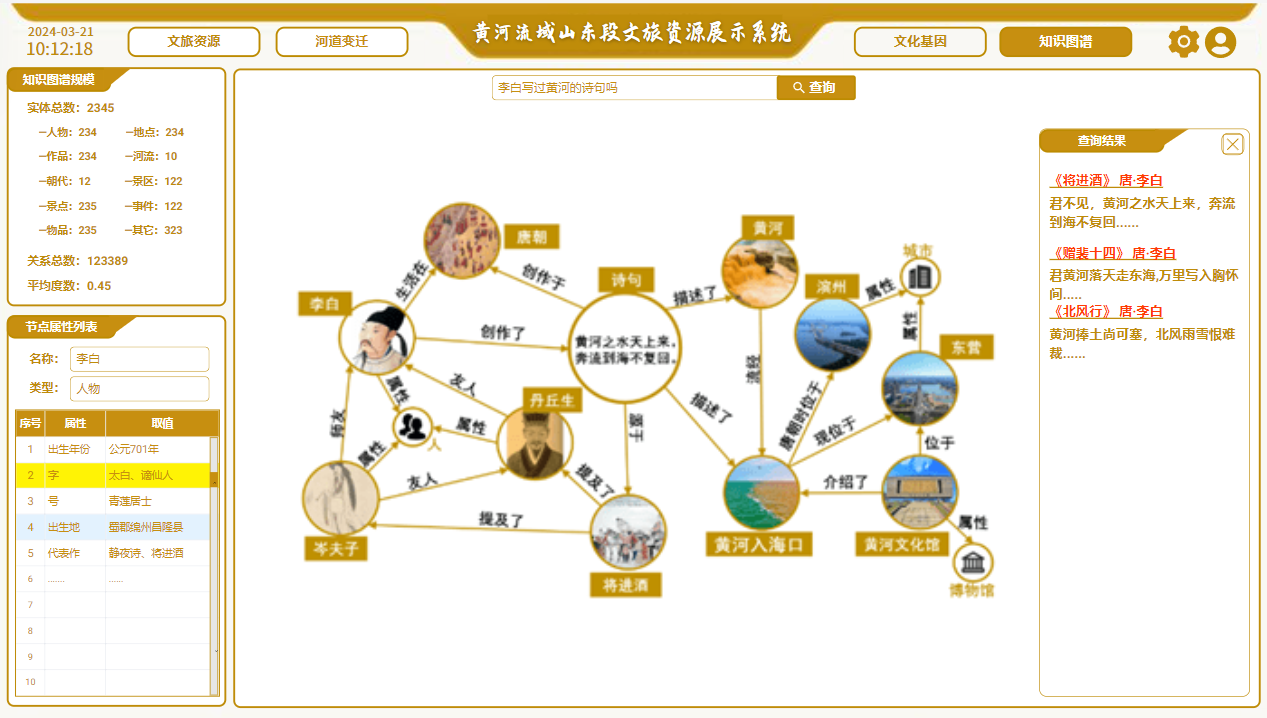 2024-03-21
10:12:18
文旅资源
河道变迁
黄河流域山东段文旅资源展示系统
文化基因
知识图谱
知识图谱规模
实体总数：2345
—人物：234 —地点：234
—作品：234 —河流：10
—朝代：12 —景区：122
—景点：235 —事件：122
—物品：235 —其它：323
关系总数：123389
平均度数：0.45
节点属性列表
名称： 李白
类型： 人物
序号 属性 取值
1 出生年份 公元701年
2 字 太白、谪仙人
3 号 青莲居士
4 出生地 蜀郡绵州昌隆县
5 代表作 静夜诗、将进酒
6 ...... ......
7
8
9
10
李白写过黄河的诗句吗
查询
唐朝
生活在
创作于
诗句
黄河
城市
李白
描述了
滨州
属性
创作了
黄河之水天上来，
奔流到海不复回。
属性
东营
流经
友人
属性
丹丘生
描述了
唐朝时位于
师友
属性
人
源于
现位于
属性
位于
友人
提及了
介绍了
提及了
属性
岑夫子
黄河入海口
黄河文化馆
将进酒
博物馆
查询结果
《将进酒》 唐·李白
君不见，黄河之水天上来，奔流
到海不复回......
《赠裴十四》 唐·李白
君黄河落天走东海,万里写入胸怀
间.....
《北风行》 唐·李白
黄河捧土尚可塞，北风雨雪恨难
裁......